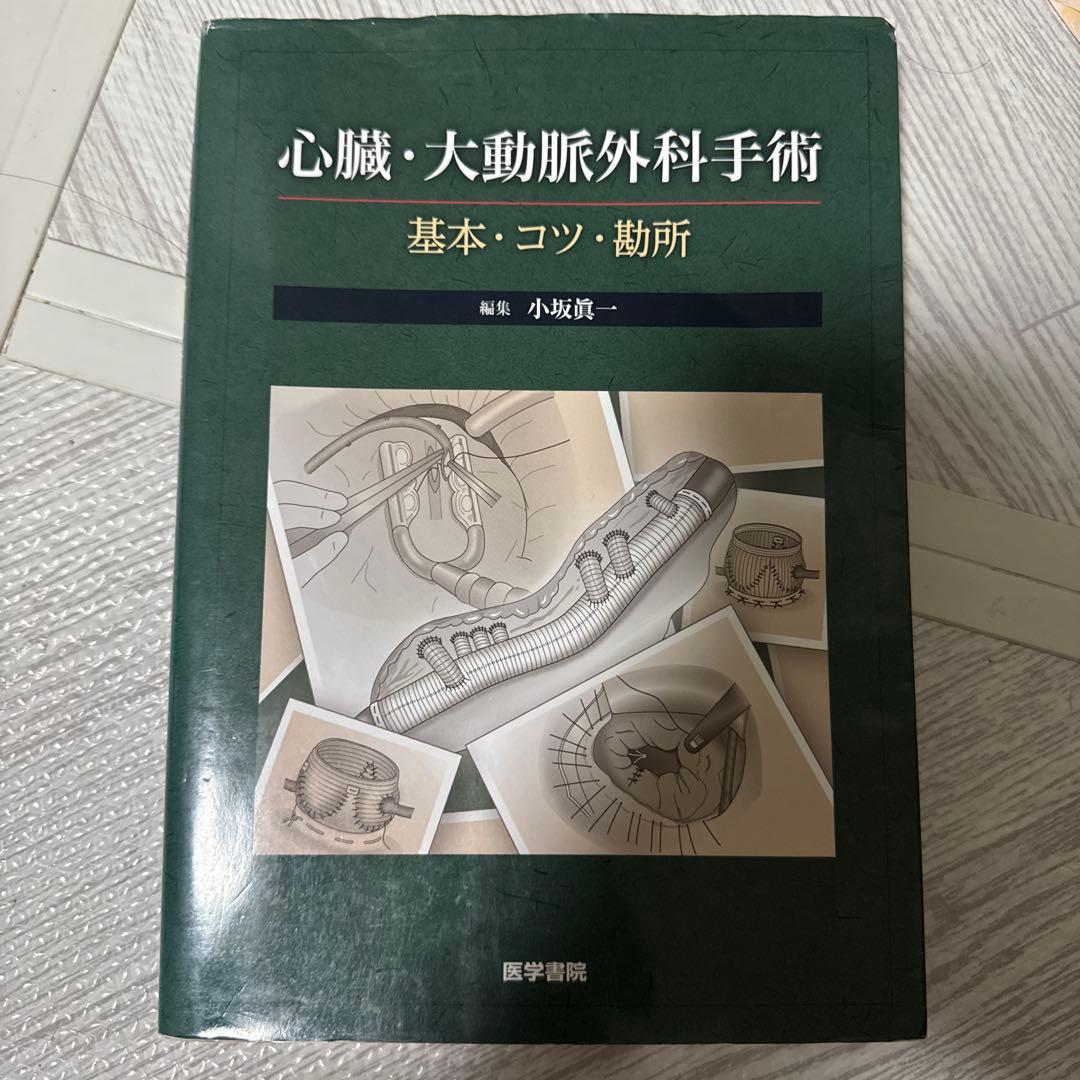 心臓・大動脈外科手術
基本・コツ・勘所
編集 小坂眞一
医学書院